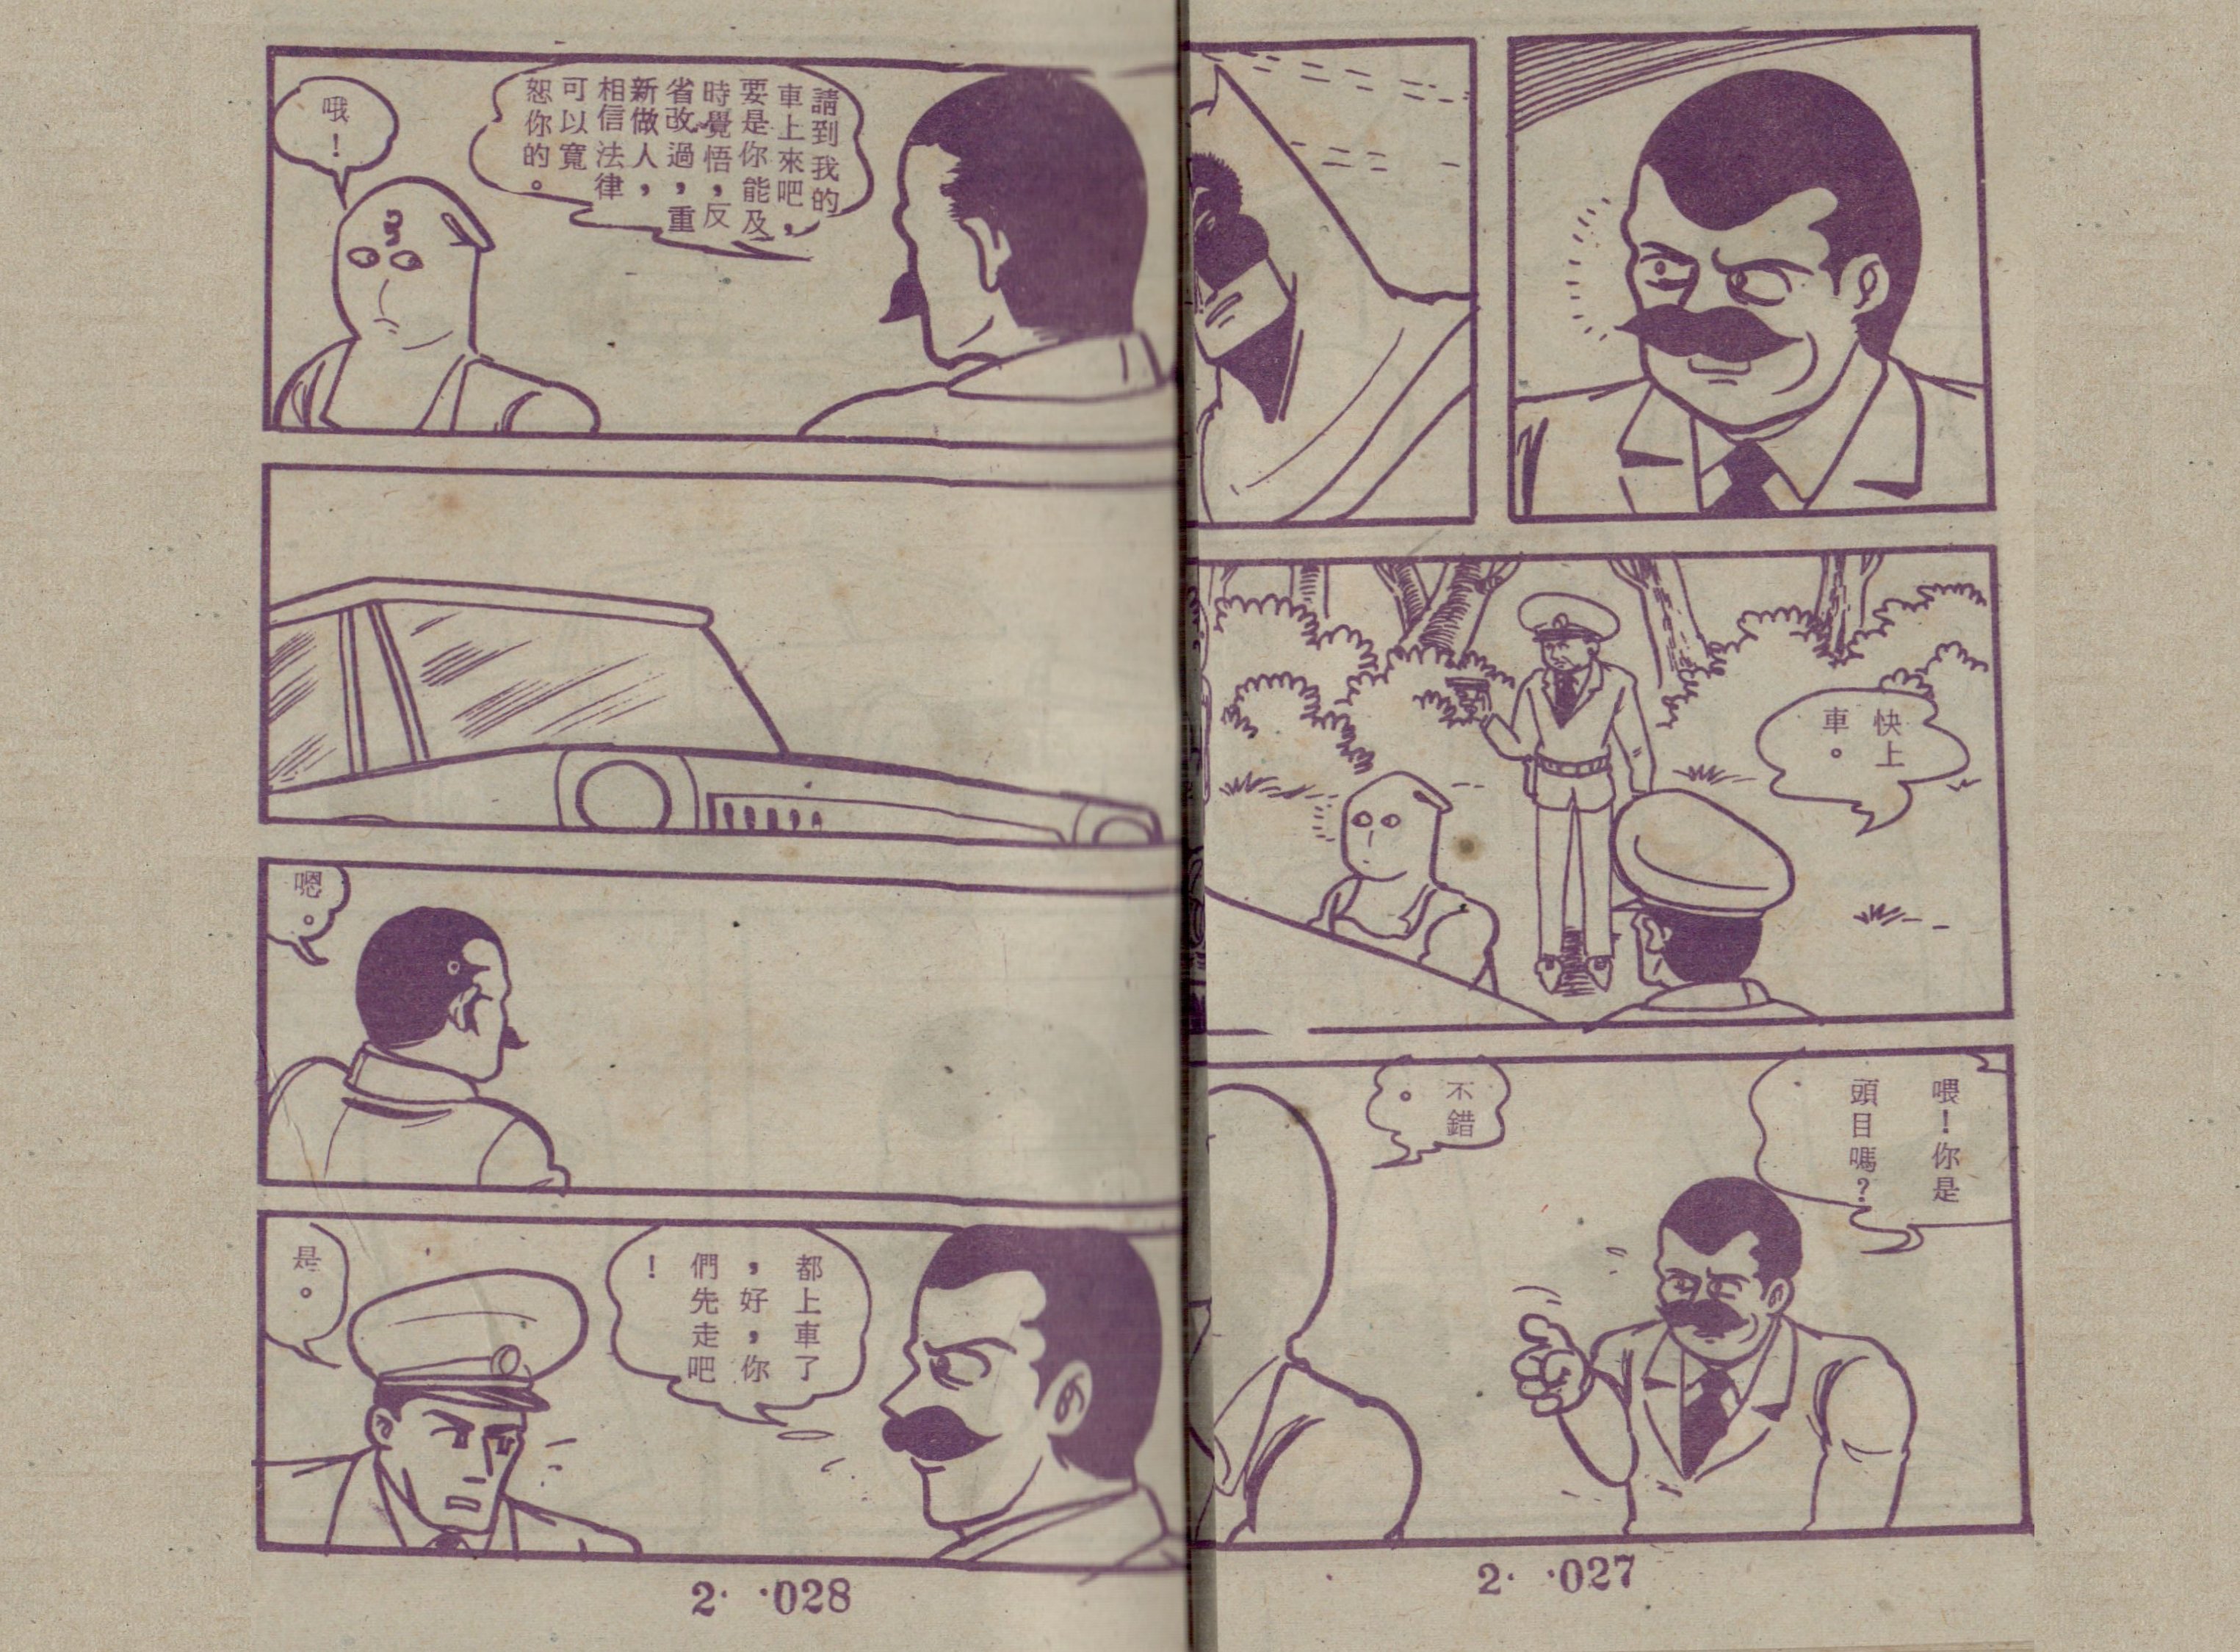 快上
車。
喂！你是
頭目嗎？
不錯
。
2··027
請到我的
車上來吧，
要是你能及
時覺悟，反
省改過，重
新做人，
相信法律
可以寬
恕你的。
哦！
嗯。
都上車了
，好，你
們先走吧
！
是。
2··028